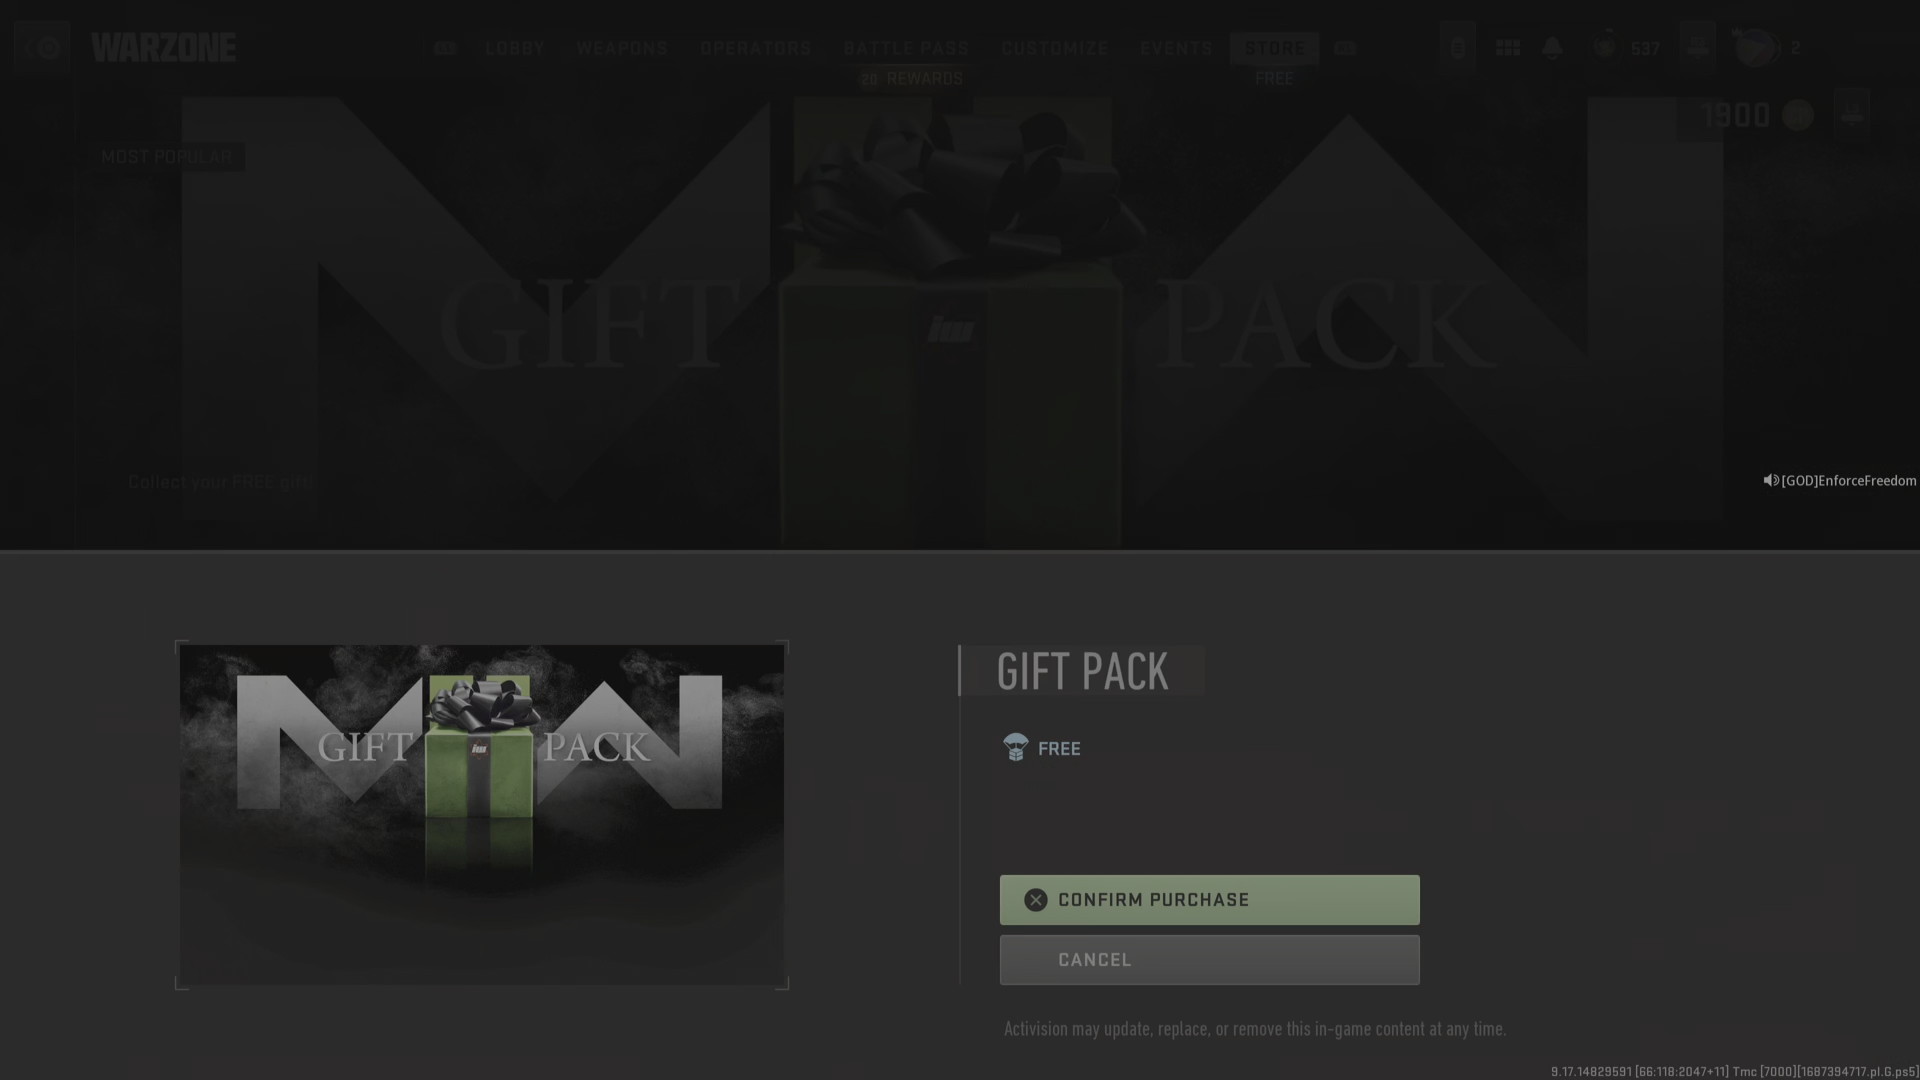 WARZONE
LOBBY WEAPONS OPERATORS BATTLE PASS CUSTOMIZE EVENTS STORE
537
2
20 REWARDS
FREE
1900
MOST POPULAR
GIFT PACK
iw
Collect your FREE gift!
[GOD]EnforceFreedom
GIFT PACK
iw
GIFT PACK
FREE
CONFIRM PURCHASE
CANCEL
Activision may update, replace, or remove this in-game content at any time.
9.17.14829591 [66:118:2047+11] Tmc [7000][1687394717.pl.G.ps5]